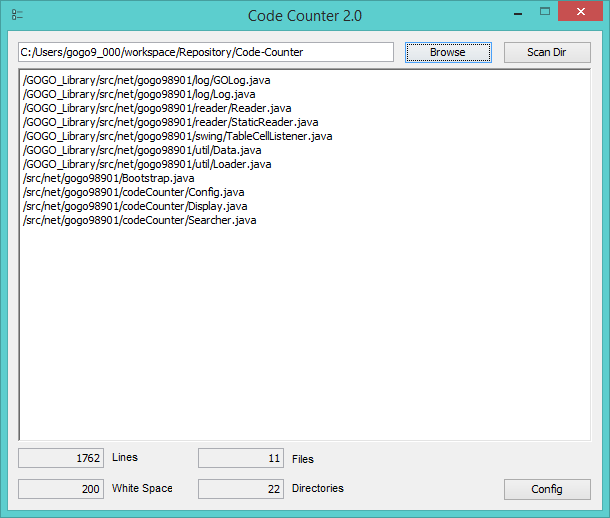 Code Counter 2.0
C:/Users/gogo9_000/workspace/Repository/Code-Counter Browse Scan Dir
/GOGO_Library/src/net/gogo98901/log/GOLog.java
/GOGO_Library/src/net/gogo98901/log/Log.java
/GOGO_Library/src/net/gogo98901/reader/Reader.java
/GOGO_Library/src/net/gogo98901/reader/StaticReader.java
/GOGO_Library/src/net/gogo98901/swing/TableCellListener.java
/GOGO_Library/src/net/gogo98901/util/Data.java
/GOGO_Library/src/net/gogo98901/util/Loader.java
/src/net/gogo98901/Bootstrap.java
/src/net/gogo98901/codeCounter/Config.java
/src/net/gogo98901/codeCounter/Display.java
/src/net/gogo98901/codeCounter/Searcher.java
1762 Lines 11 Files
200 White Space 22 Directories Config